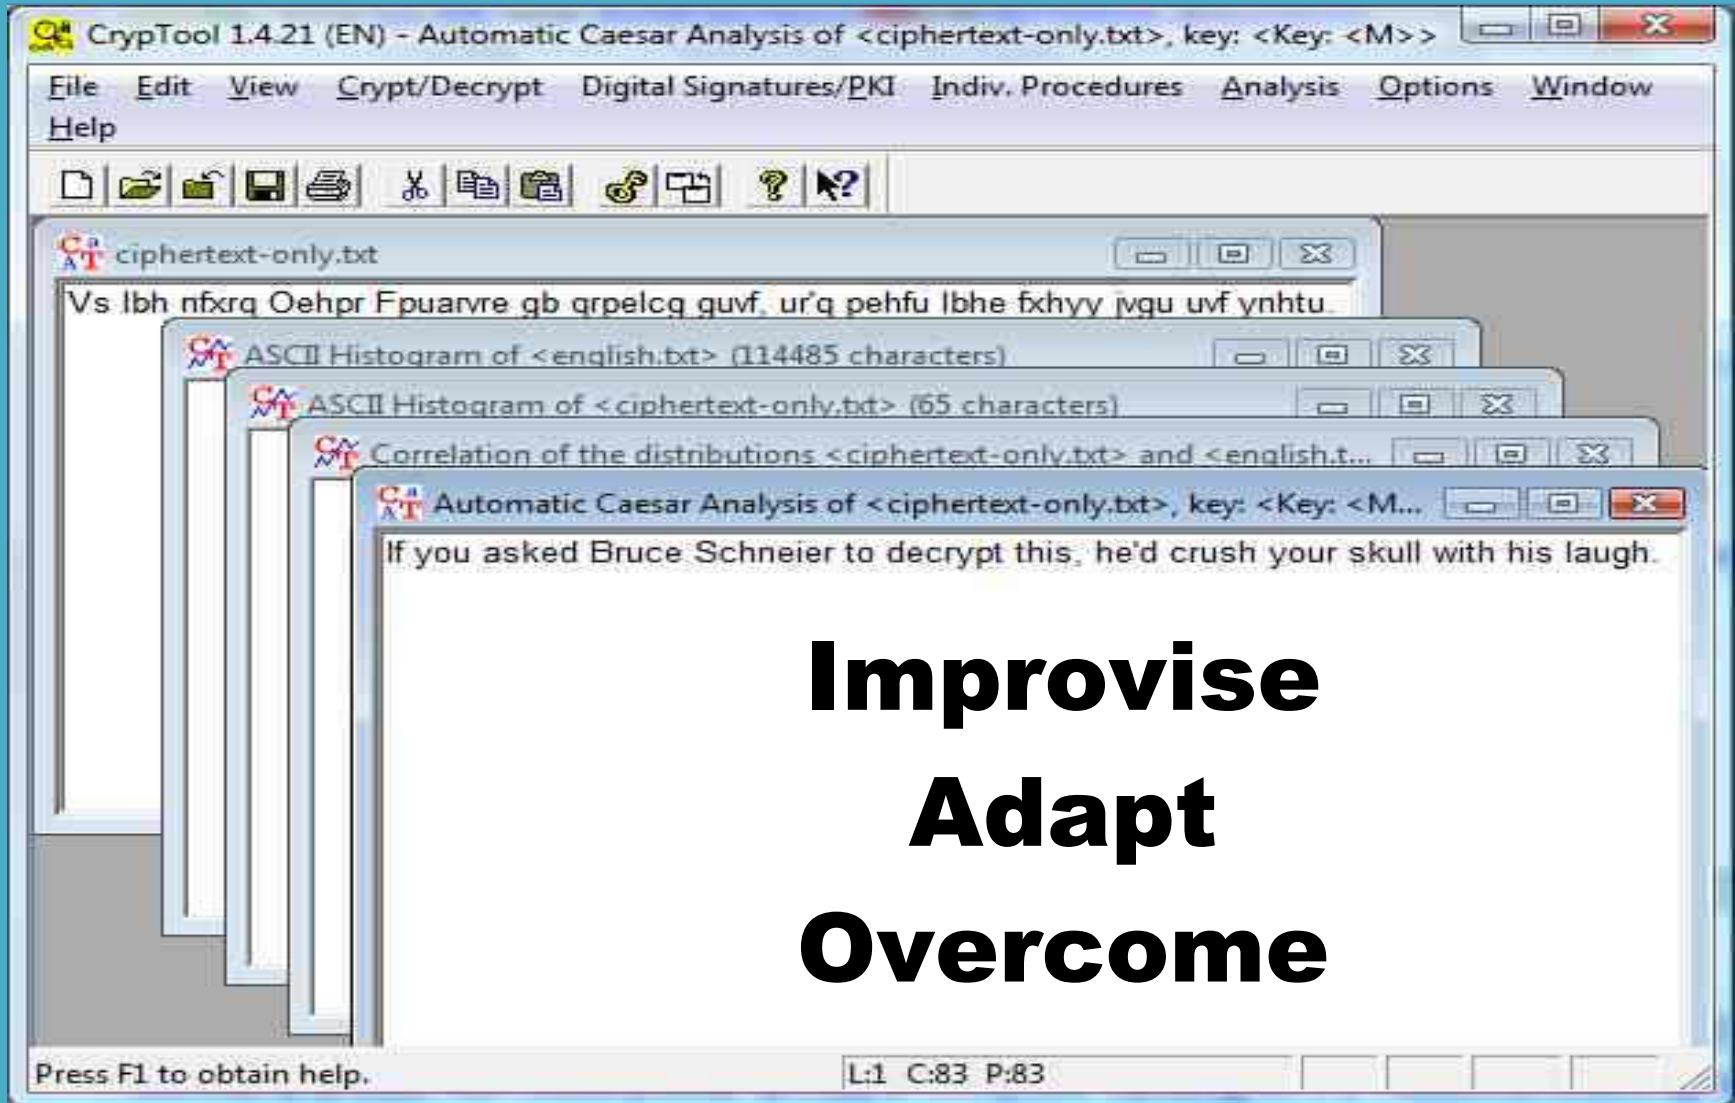 CrypTool 1.4.21 (EN) - Automatic Caesar Analysis of <ciphertext-only.txt>, key: <Key: <M>>
File Edit View Crypt/Decrypt Digital Signatures/PKI Indiv. Procedures Analysis Options Window
Help
ciphertext-only.txt
Vs lbh nfxrq Oehpr Fpuarvre gb qrpelcg guvf, ur'q pehfu lbhe fxhyy jvgu uvf ynhtu.
ASCII Histogram of <english.txt> (114485 characters)
ASCII Histogram of <ciphertext-only.txt> (65 characters)
Correlation of the distributions <ciphertext-only.txt> and <english.t...
Automatic Caesar Analysis of <ciphertext-only.txt>, key: <Key: <M...
If you asked Bruce Schneier to decrypt this, he'd crush your skull with his laugh.
Improvise
Adapt
Overcome
Press F1 to obtain help. L:1 C:83 P:83